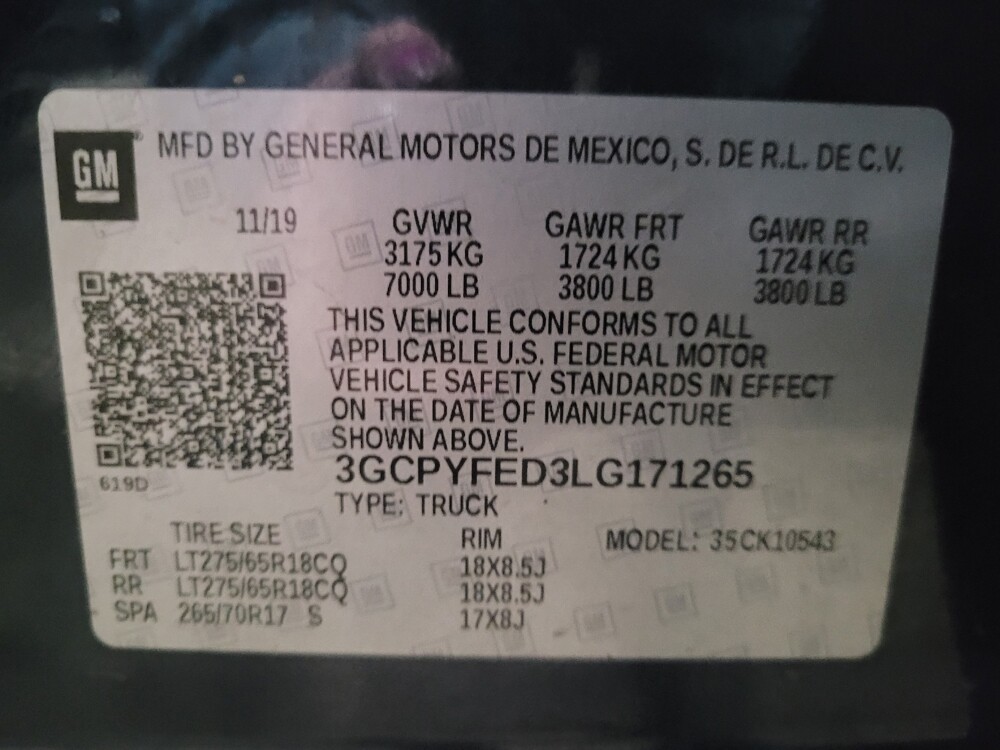 GM
MFD BY GENERAL MOTORS DE MEXICO, S. DE R.L. DE C.V.
11/19 GVWR GAWR FRT GAWR RR
3175 KG 1724 KG 1724 KG
7000 LB 3800 LB 3800 LB
THIS VEHICLE CONFORMS TO ALL
APPLICABLE U.S. FEDERAL MOTOR
VEHICLE SAFETY STANDARDS IN EFFECT
ON THE DATE OF MANUFACTURE
SHOWN ABOVE.
3GCPYFED3LG171265
619D
TYPE: TRUCK
TIRE SIZE RIM MODEL: 35CK10543
FRT LT275/65R18CQ 18X8.5J
RR LT275/65R18CQ 18X8.5J
SPA 265/70R17 S 17X8J